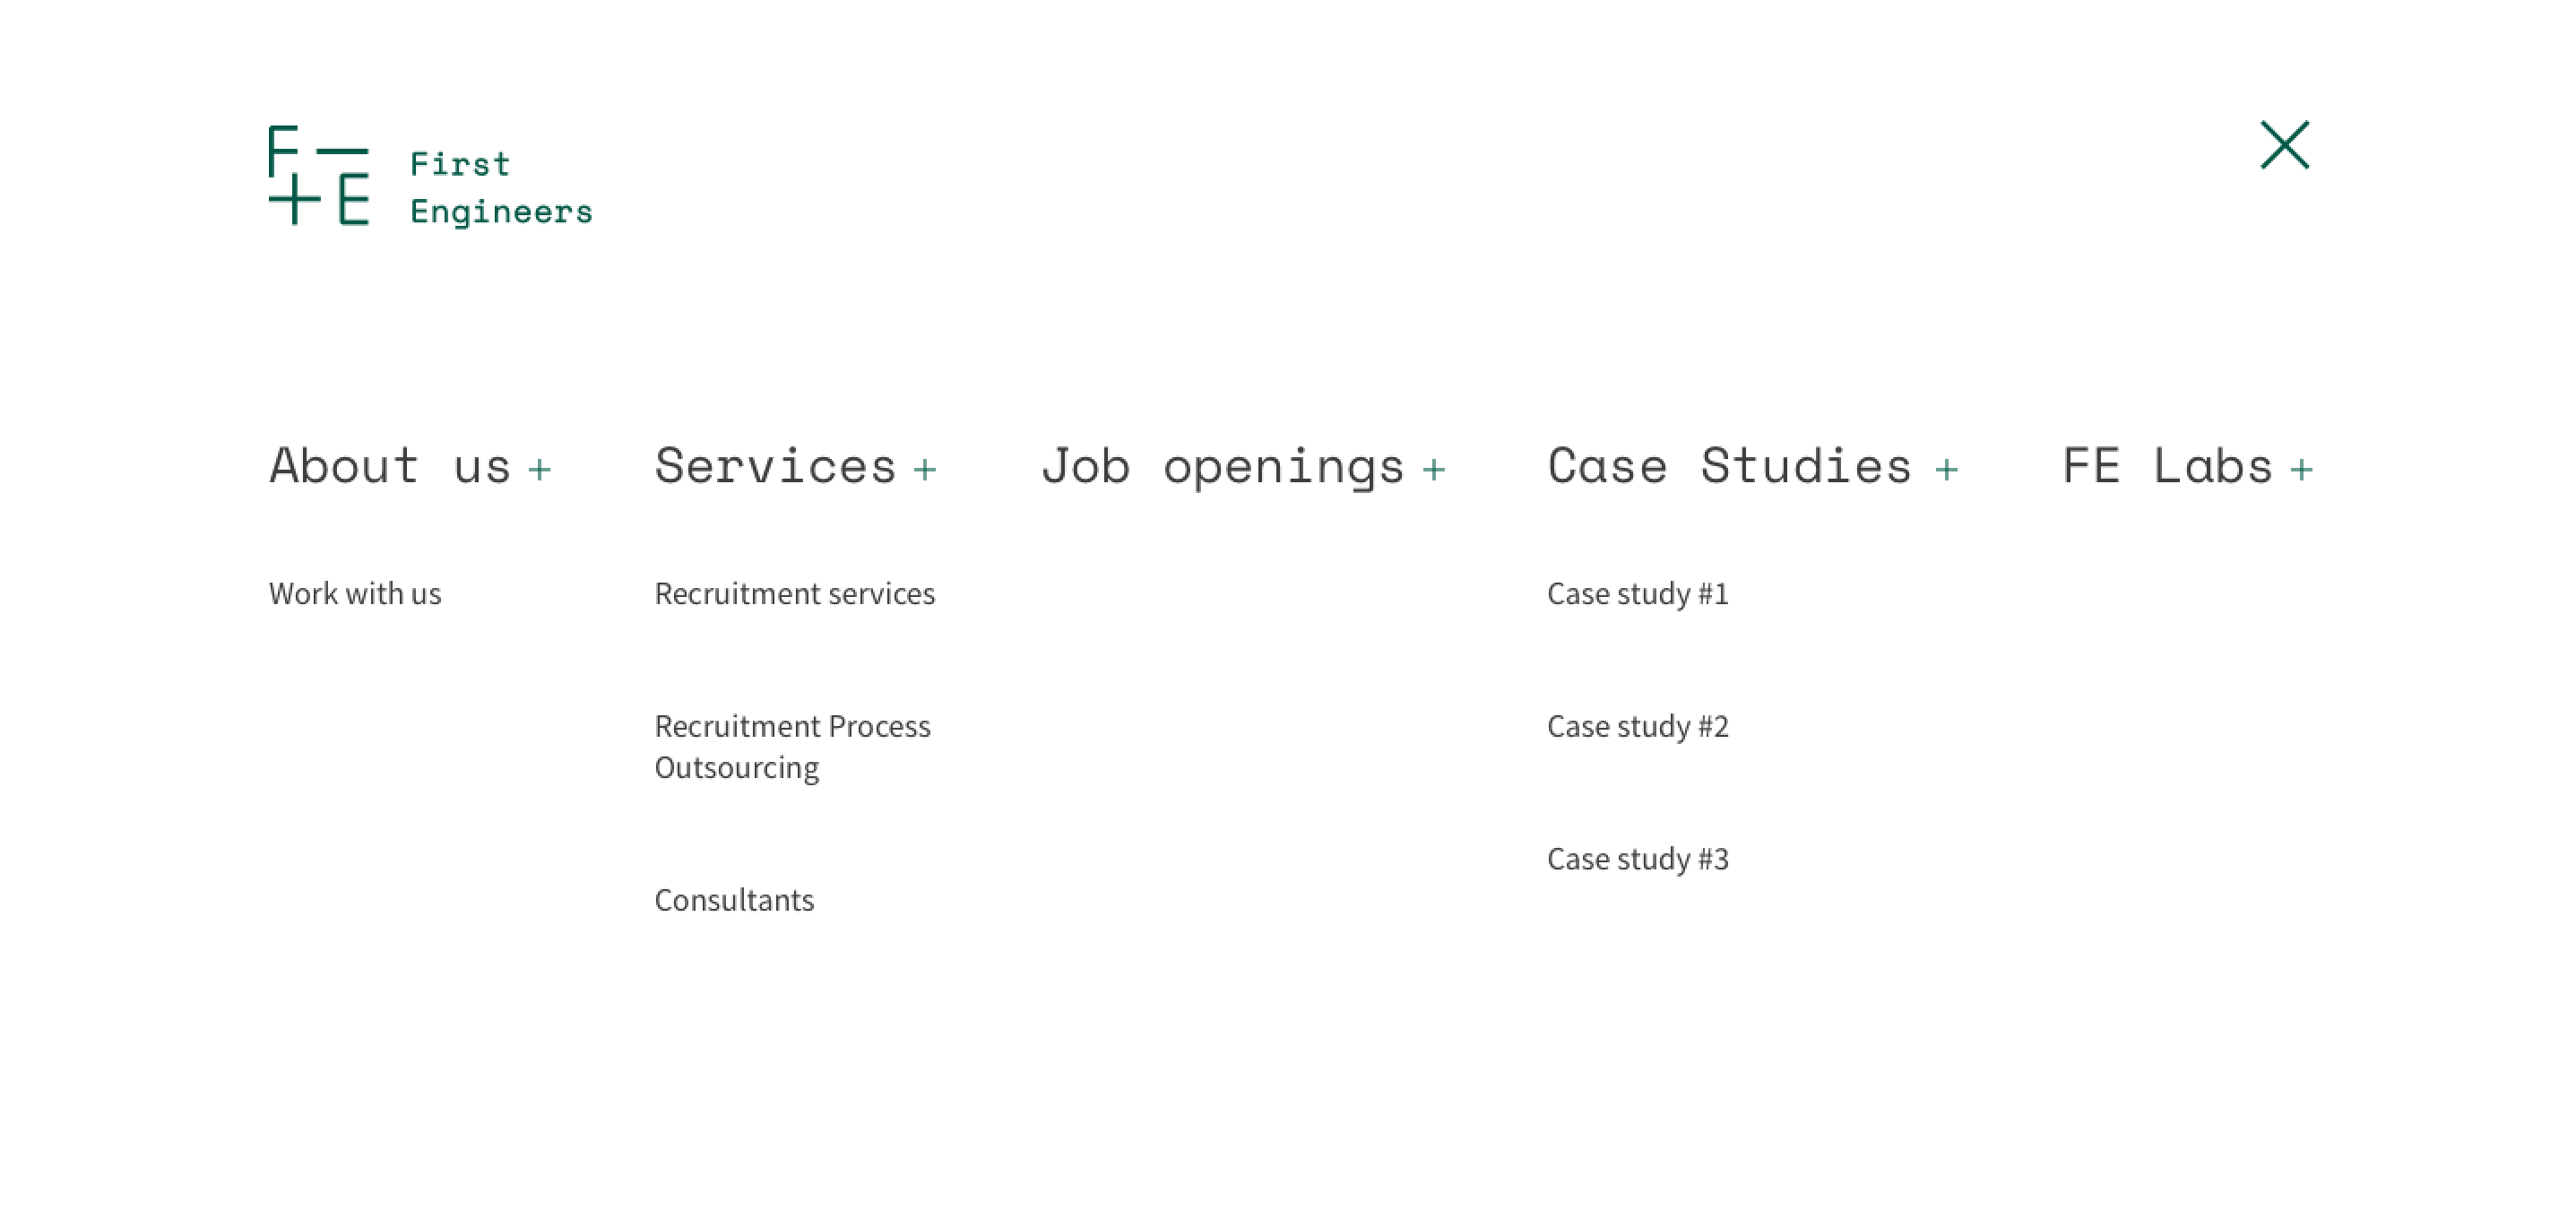 F
+E
First
Engineers
About us +
Services +
Job openings +
Case Studies +
FE Labs +
Work with us
Recruitment services
Recruitment Process
Outsourcing
Consultants
Case study #1
Case study #2
Case study #3